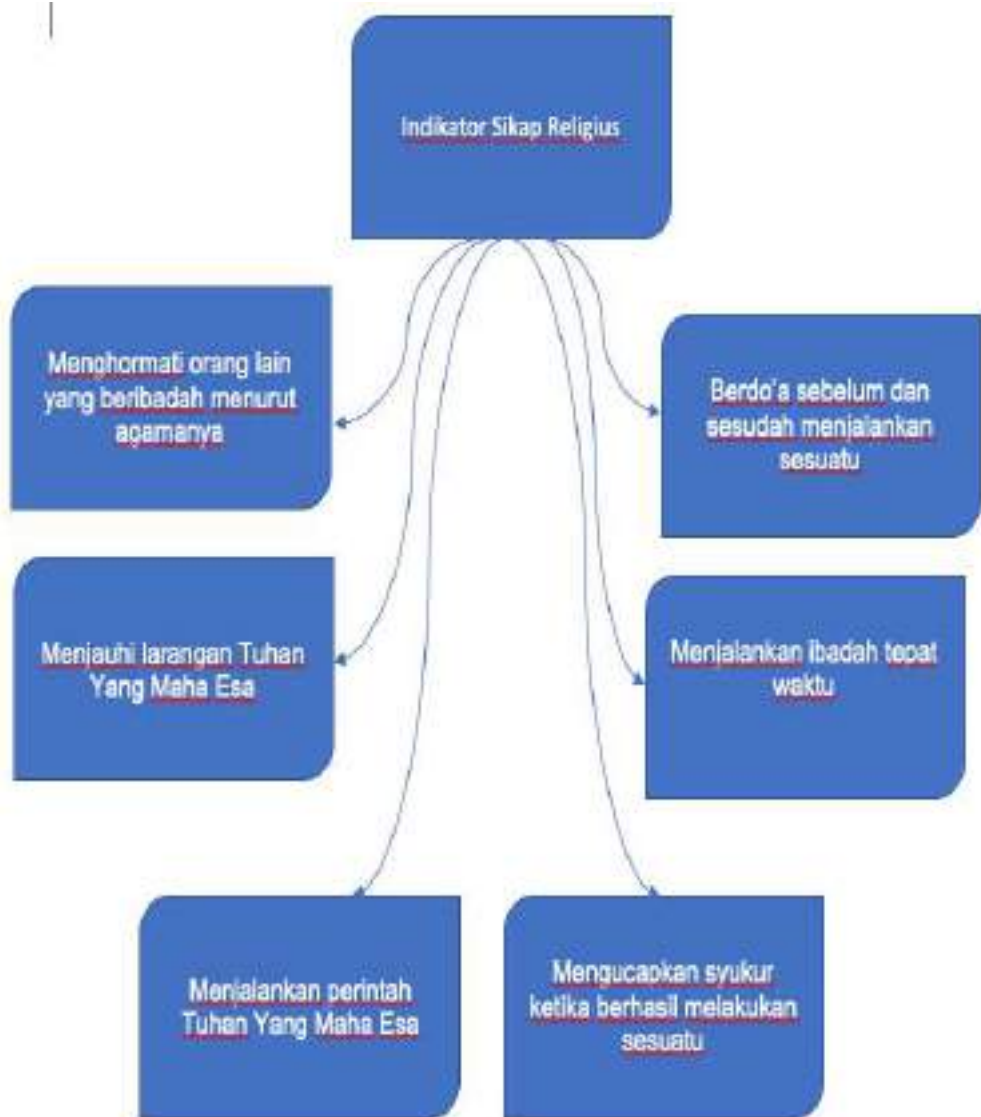 Indikator Sikap Religius
Menghormati orang lain
yang beribadah menurut
agamanya
Berdo'a sebelum dan
sesudah menjalankan
sesuatu
Menjauhi larangan Tuhan
Yang Maha Esa
Menjalankan ibadah tepat
waktu
Menjalankan perintah
Tuhan Yang Maha Esa
Mengucapkan syukur
ketika berhasil melakukan
sesuatu